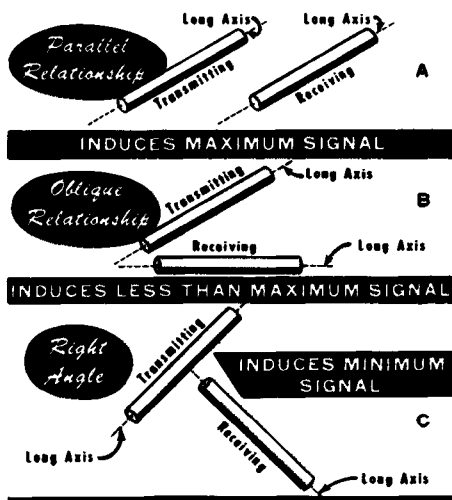 Long Axis
Long Axis
Parallel
Relationship
Transmitting
Receiving
A
INDUCES MAXIMUM SIGNAL
Oblique
Relationship
Transmitting
Long Axis
B
Receiving
Long Axis
INDUCES LESS THAN MAXIMUM SIGNAL
Right
Angle
Transmitting
INDUCES MINIMUM
SIGNAL
C
Long Axis
Receiving
Long Axis